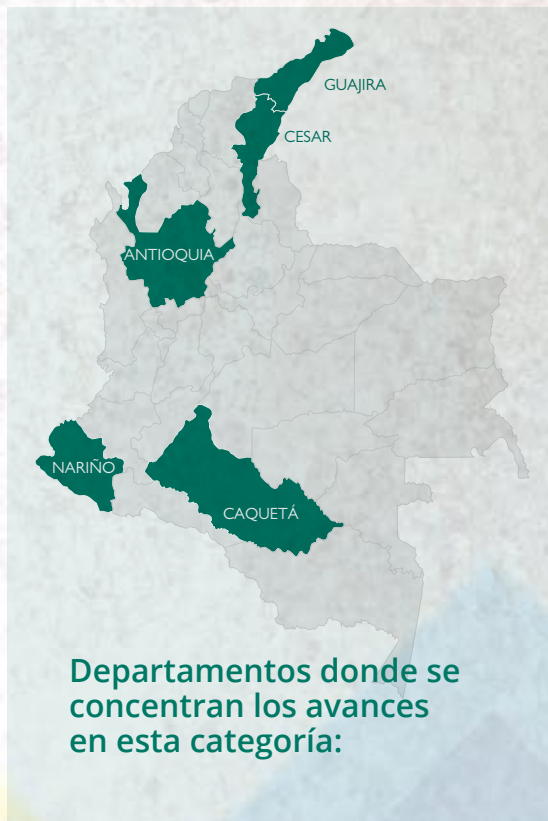 GUAJIRA
CESAR
ANTIOQUIA
NARIÑO
CAQUETÁ
Departamentos donde se
concentran los avances
en esta categoría: